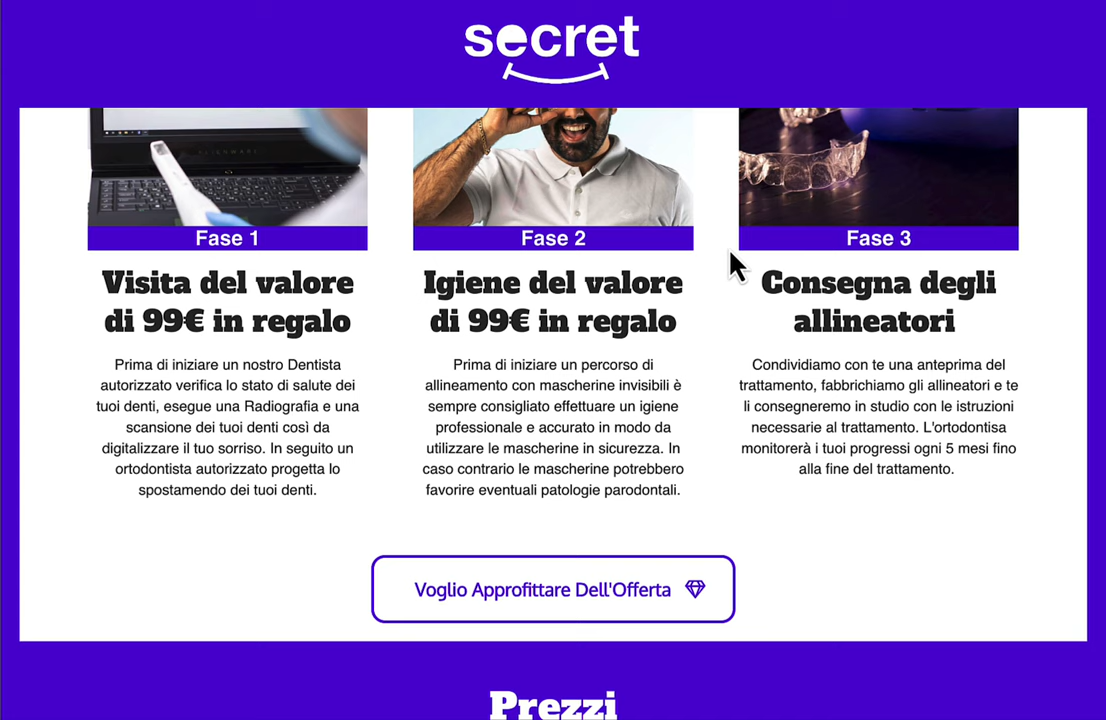 secret
Fase 1
Visita del valore
di 99€ in regalo
Prima di iniziare un nostro Dentista
autorizzato verifica lo stato di salute dei
tuoi denti, esegue una Radiografia e una
scansione dei tuoi denti così da
digitalizzare il tuo sorriso. In seguito un
ortodontista autorizzato progetta lo
spostamendo dei tuoi denti.
Fase 2
Igiene del valore
di 99€ in regalo
Prima di iniziare un percorso di
allineamento con mascherine invisibili è
sempre consigliato effettuare un igiene
professionale e accurato in modo da
utilizzare le mascherine in sicurezza. In
caso contrario le mascherine potrebbero
favorire eventuali patologie parodontali.
Fase 3
Consegna degli
allineatori
Condividiamo con te una anteprima del
trattamento, fabbrichiamo gli allineatori e te
li consegneremo in studio con le istruzioni
necessarie al trattamento. L'ortodontisa
monitorerà i tuoi progressi ogni 5 mesi fino
alla fine del trattamento.
Voglio Approfittare Dell'Offerta
Prezzi